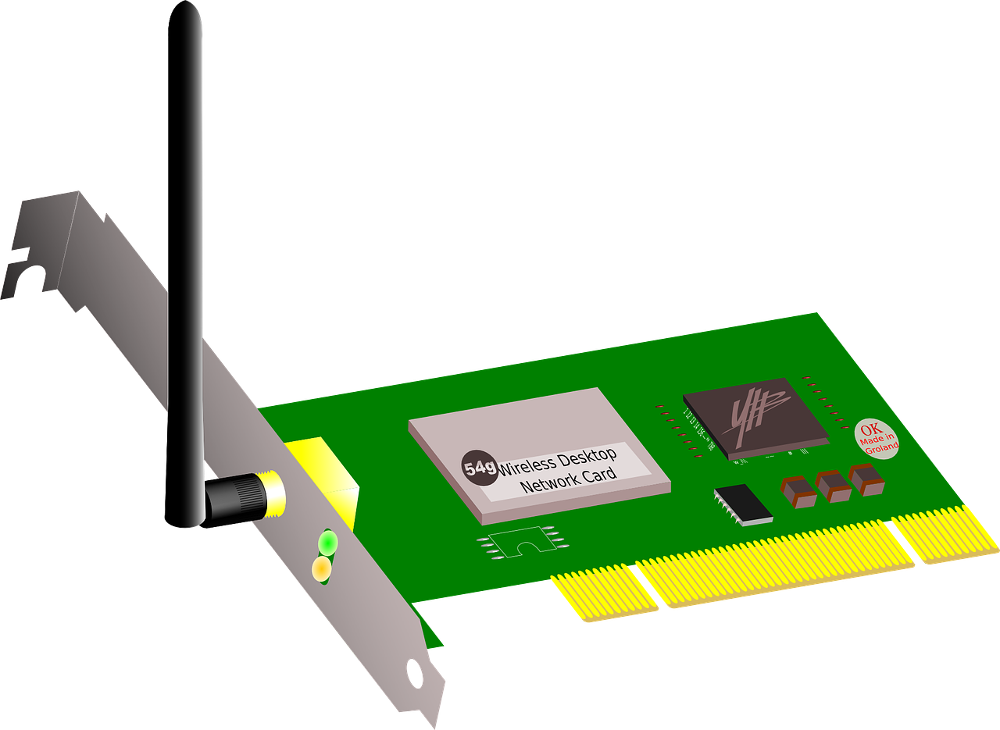 54g
Wireless Desktop
Network Card
OK
Made in
Groland